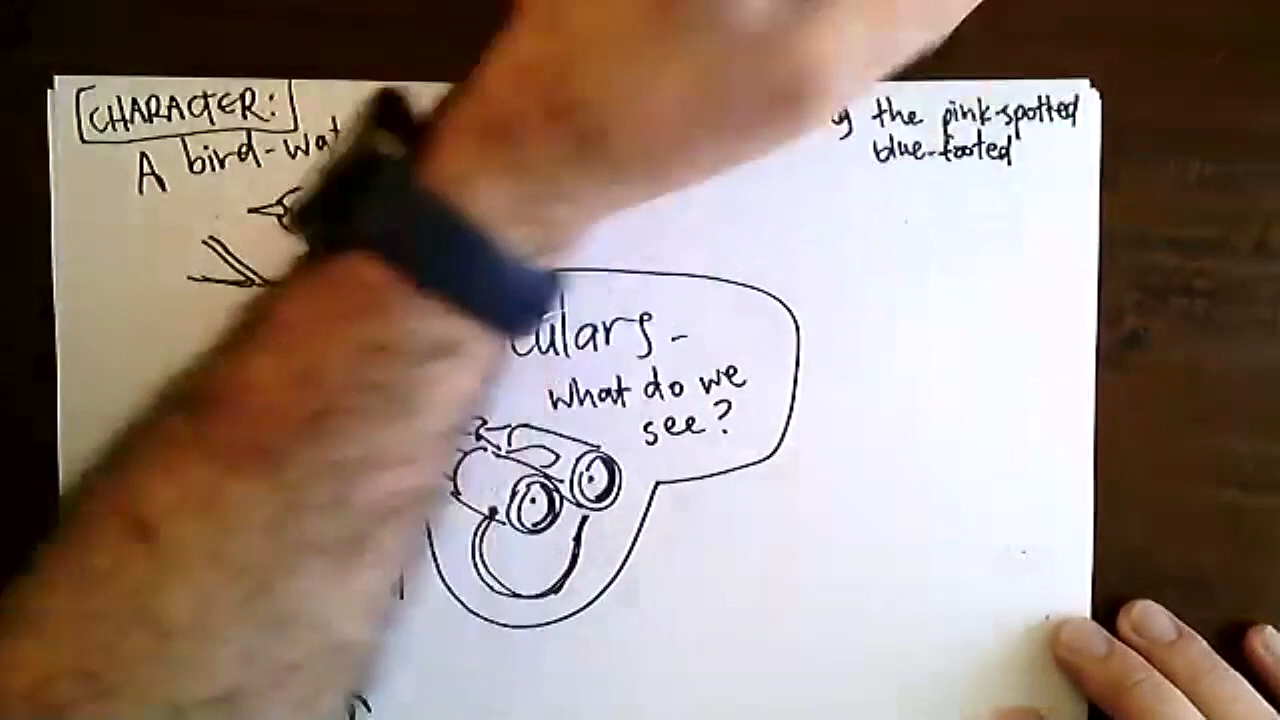 CHARACTER:
A bird-wat
the pink-spotted
blue-footed
culars-
what do we
see?